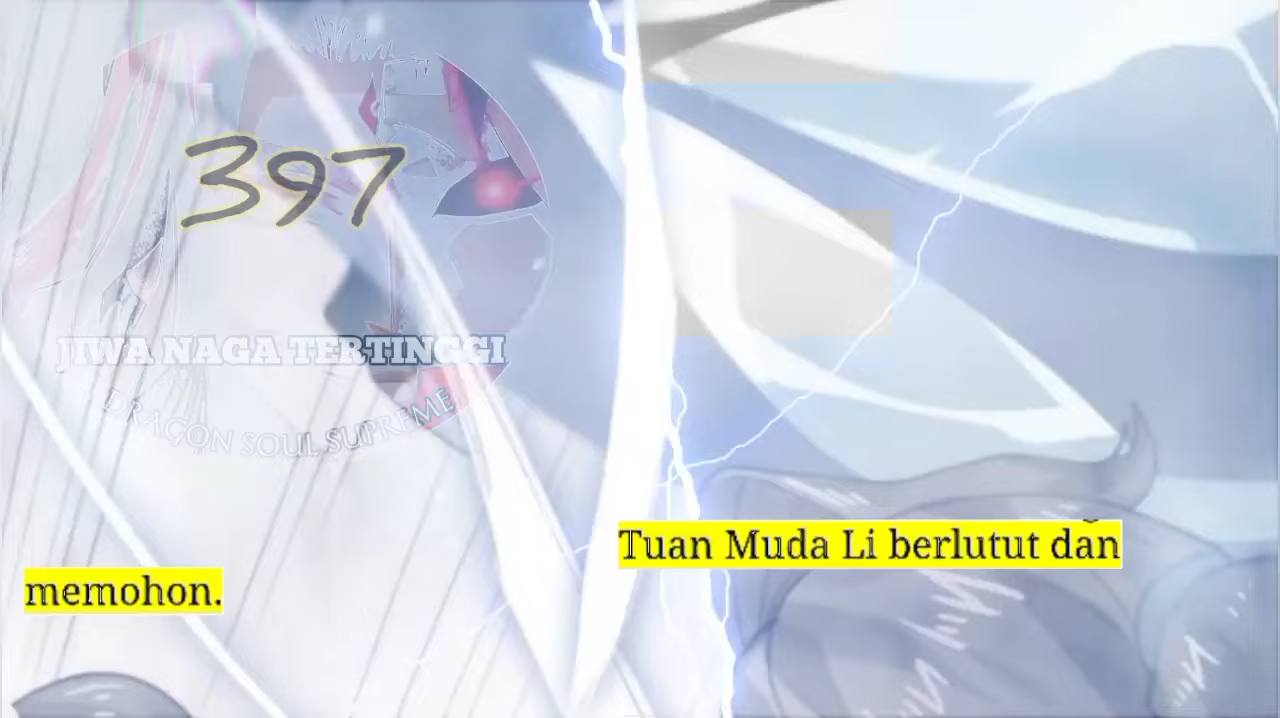 397
JIWA NAGA TERTINGGI
DRAGON SOUL SUPREME
Tuan Muda Li berlutut dan
memohon.